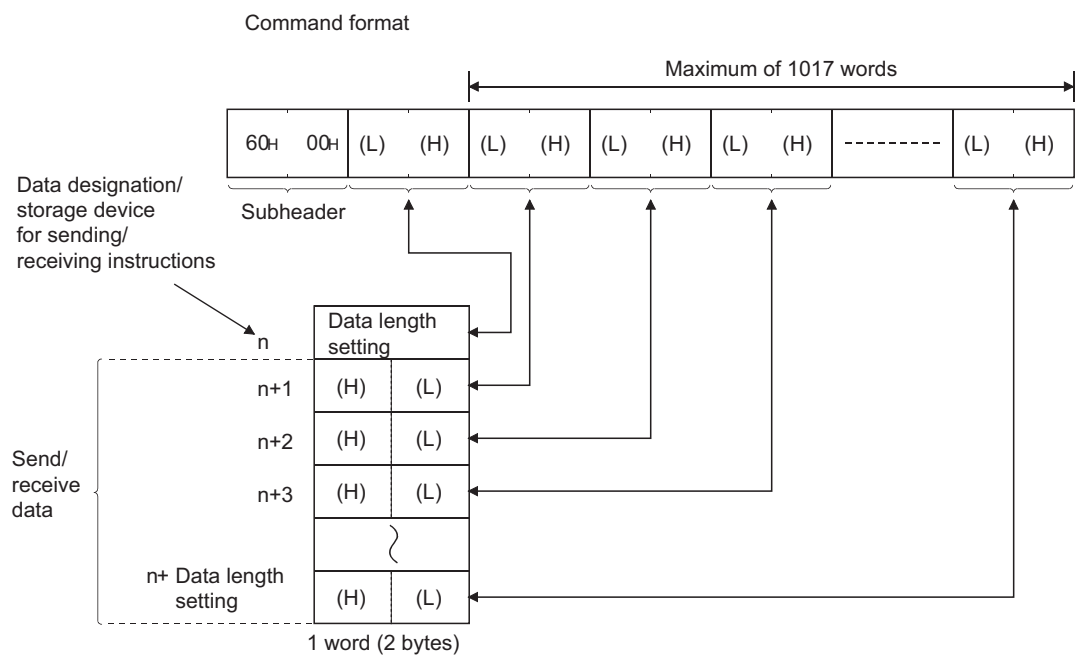 Command format
Maximum of 1017 words
60H 00H (L) (H) (L) (H) (L) (H) (L) (H) (L) (H)
Subheader
Data designation/
storage device
for sending/
receiving instructions
n
Data length
setting
n+1 (H) (L)
n+2 (H) (L)
n+3 (H) (L)
Send/
receive
data
n+ Data length
setting
(H) (L)
1 word (2 bytes)